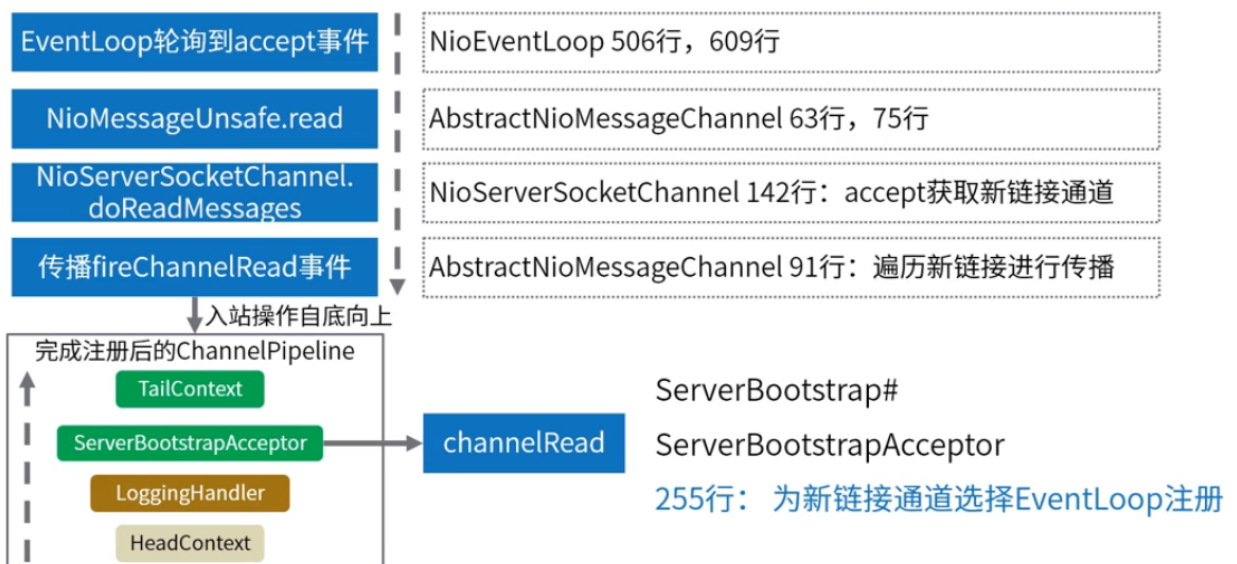 EventLoop轮询到accept事件
NioEventLoop 506行，609行
NioMessageUnsafe.read
AbstractNioMessageChannel 63行，75行
NioServerSocketChannel.
doReadMessages
NioServerSocketChannel 142行：accept获取新链接通道
传播fireChannelRead事件
AbstractNioMessageChannel 91行：遍历新链接进行传播
入站操作自底向上
完成注册后的ChannelPipeline
TailContext
ServerBootstrapAcceptor
LoggingHandler
HeadContext
channelRead
ServerBootstrap#
ServerBootstrapAcceptor
255行： 为新链接通道选择EventLoop注册